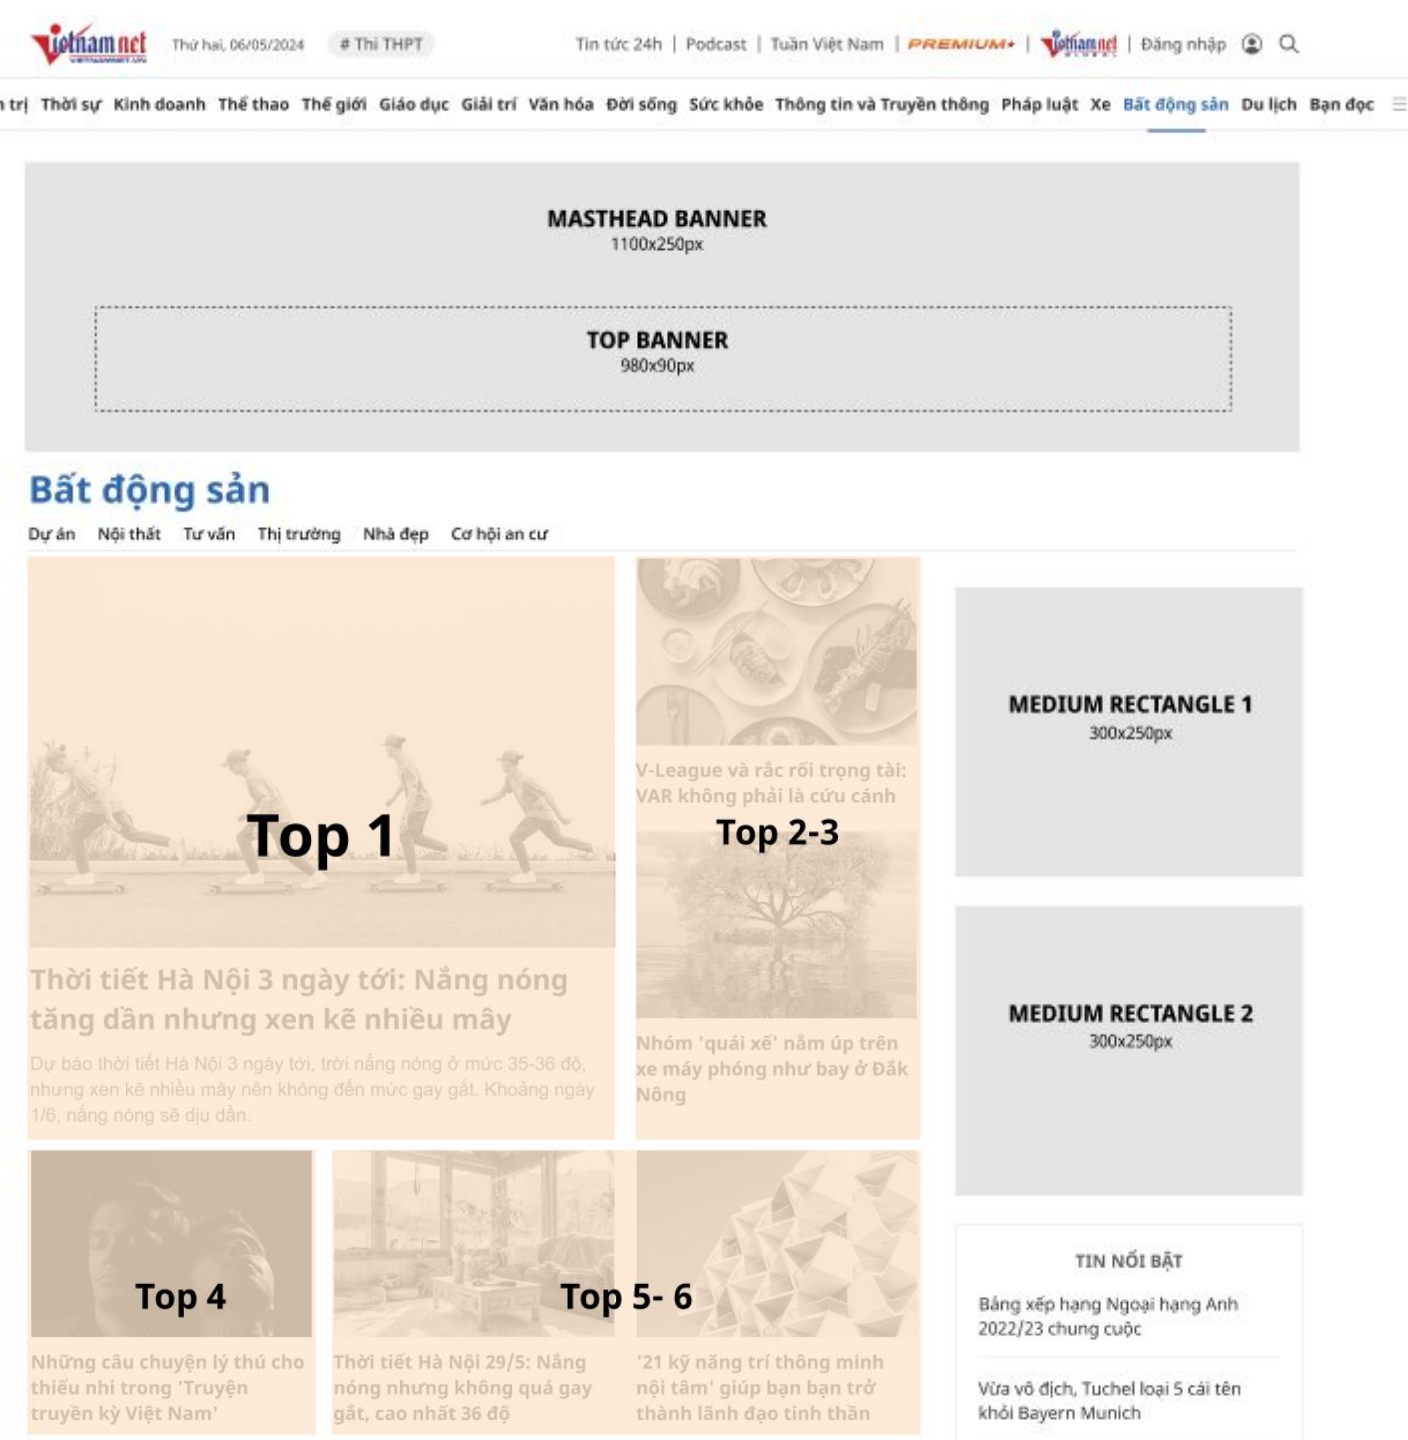 Vietnamnet
VIETNAMNET.VN
Thứ hai, 06/05/2024
# Thi THPT
Tin tức 24h | Podcast | Tuần Việt Nam | PREMIUM | Vietnamnet GLOBAL | Đăng nhập
trị Thời sự Kinh doanh Thể thao Thế giới Giáo dục Giải trí Văn hóa Đời sống Sức khỏe Thông tin và Truyền thông Pháp luật Xe Bất động sản Du lịch Bạn đọc
MASTHEAD BANNER
1100x250px
TOP BANNER
980x90px
Bất động sản
Dự án Nội thất Tư vấn Thị trường Nhà đẹp Cơ hội an cư
Top 1
Thời tiết Hà Nội 3 ngày tới: Nắng nóng
tăng dần nhưng xen kẽ nhiều mây
Dự báo thời tiết Hà Nội 3 ngày tới, trời nắng nóng ở mức 35-36 độ,
nhưng xen kẽ nhiều mây nên không đến mức gay gắt. Khoảng ngày
1/6, nắng nóng sẽ dịu dần.
V-League và rắc rối trọng tài:
VAR không phải là cứu cánh
Top 2-3
Nhóm 'quái xế' nằm úp trên
xe máy phóng như bay ở Đắk
Nông
MEDIUM RECTANGLE 1
300x250px
MEDIUM RECTANGLE 2
300x250px
Top 4
Những câu chuyện lý thú cho
thiếu nhi trong 'Truyện
truyền kỳ Việt Nam'
Top 5- 6
Thời tiết Hà Nội 29/5: Nắng
nóng nhưng không quá gay
gắt, cao nhất 36 độ
'21 kỹ năng trí thông minh
nội tâm' giúp bạn bạn trở
thành lãnh đạo tinh thần
TIN NỔI BẬT
Bảng xếp hạng Ngoại hạng Anh
2022/23 chung cuộc
Vừa vô địch, Tuchel loại 5 cái tên
khỏi Bayern Munich